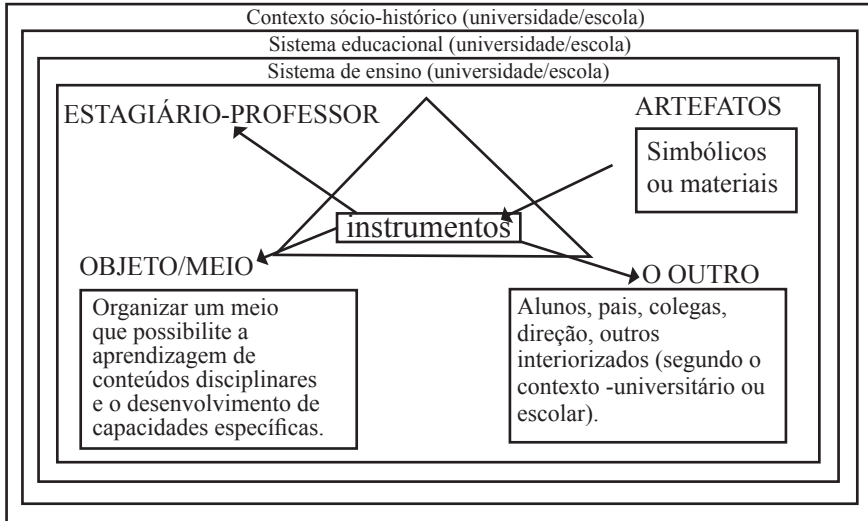 Contexto sócio-histórico (universidade/escola)
Sistema educacional (universidade/escola)
Sistema de ensino (universidade/escola)
ESTAGIÁRIO-PROFESSOR
ARTEFATOS
Simbólicos
ou materiais
instrumentos
OBJETO/MEIO
Organizar um meio
que possibilite a
aprendizagem de
conteúdos disciplinares
e o desenvolvimento de
capacidades específicas.
O OUTRO
Alunos, pais, colegas,
direção, outros
interiorizados (segundo o
contexto -universitário ou
escolar).